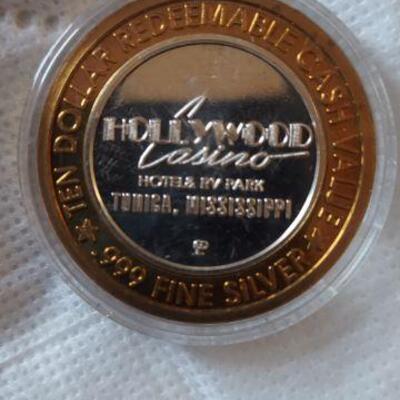 TEN DOLLAR REDEEMABLE CASH VALUE
HOLLYWOOD
Casino
HOTEL & RV PARK
TUNICA, MISSISSIPPI
.999 FINE SILVER